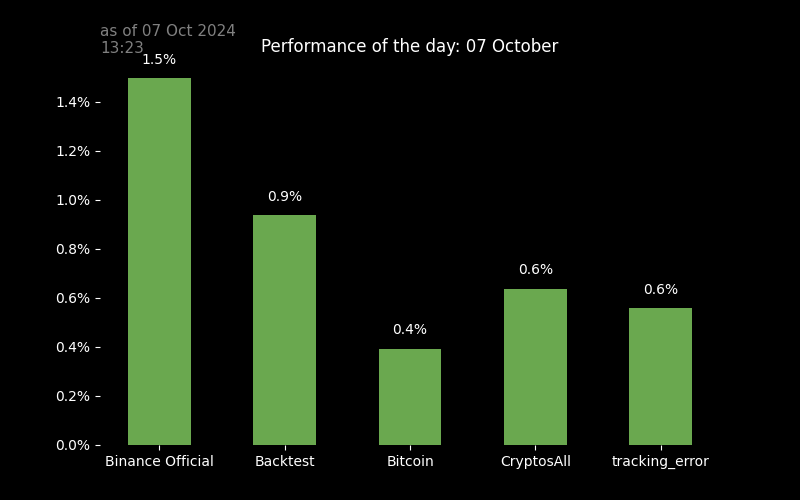 as of 07 Oct 2024
13:23
Performance of the day: 07 October
1.5%
1.4%
1.2%
1.0%
0.9%
0.8%
0.6%
0.6%
0.6%
0.4%
0.4%
0.2%
0.0%
Binance Official
Backtest
Bitcoin
CryptosAll
tracking_error